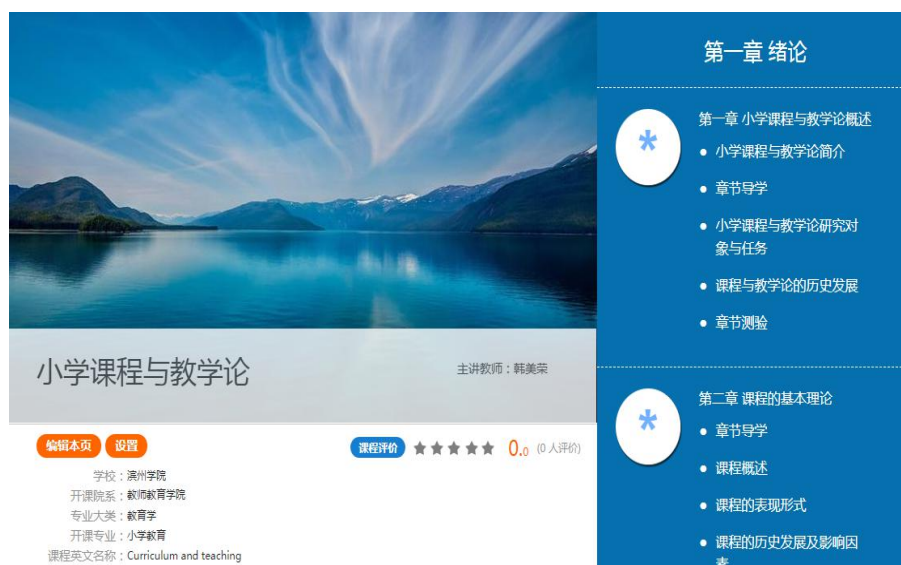 小学课程与教学论
主讲教师：韩美荣
编辑本页 设置
课程评价 ★★★★★ 0.0 (0 人评价)
学校：滨州学院
开课院系：教师教育学院
专业大类：教育学
开课专业：小学教育
课程英文名称：Curriculum and teaching
第一章 绪论
*
第一章 小学课程与教学论概述
• 小学课程与教学论简介
• 章节导学
• 小学课程与教学论研究对
象与任务
• 课程与教学论的历史发展
• 章节测验
*
第二章 课程的基本理论
• 章节导学
• 课程概述
• 课程的表现形式
• 课程的历史发展及影响因
素